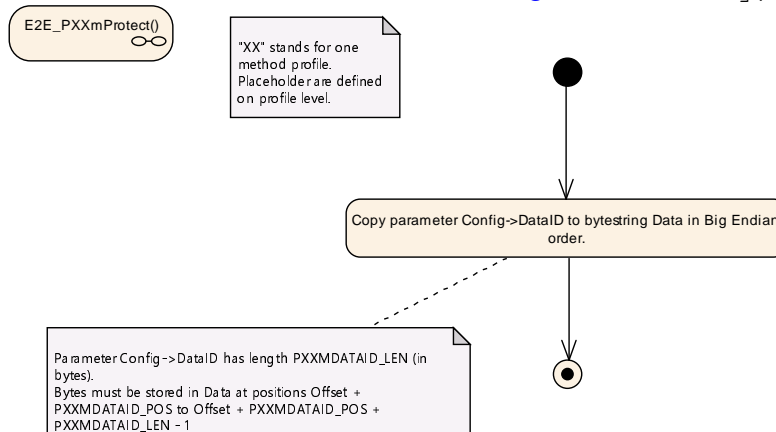 E2E_PXXmProtect()
"XX" stands for one
method profile.
Placeholder are defined
on profile level.
Copy parameter Config->DataID to bytestring Data in Big Endian
order.
Parameter Config->DataID has length PXXMDATAID_LEN (in
bytes).
Bytes must be stored in Data at positions Offset +
PXXMDATAID_POS to Offset + PXXMDATAID_POS +
PXXMDATAID_LEN - 1